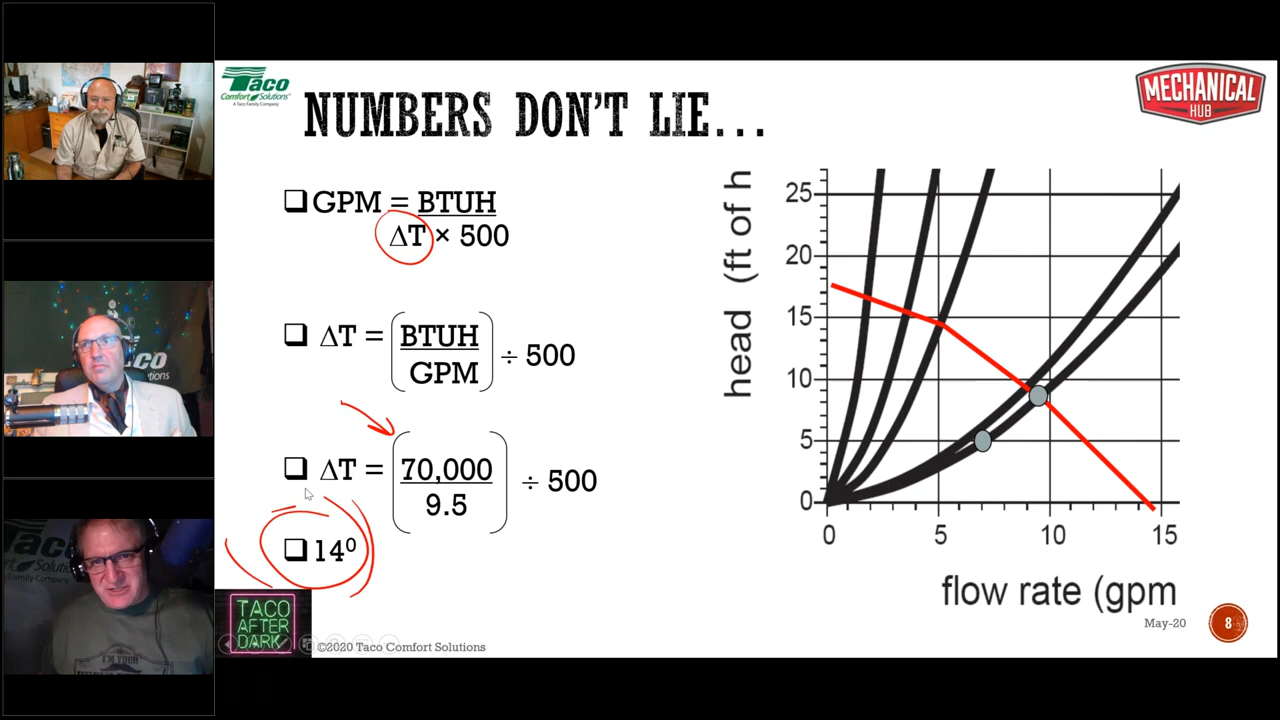 Taco
Comfort Solutions®
A Taco Family Company
MECHANICAL
HUB
NUMBERS DON'T LIE...
GPM = BTUH
ΔT × 500
ΔT = BTUH ÷ 500
GPM
ΔT = 70,000 ÷ 500
9.5
14⁰
head (ft of h
25
20
15
10
5
0
0 5 10 15
flow rate (gpm
May-20
8
TACO
AFTER
DARK
©2020 Taco Comfort Solutions